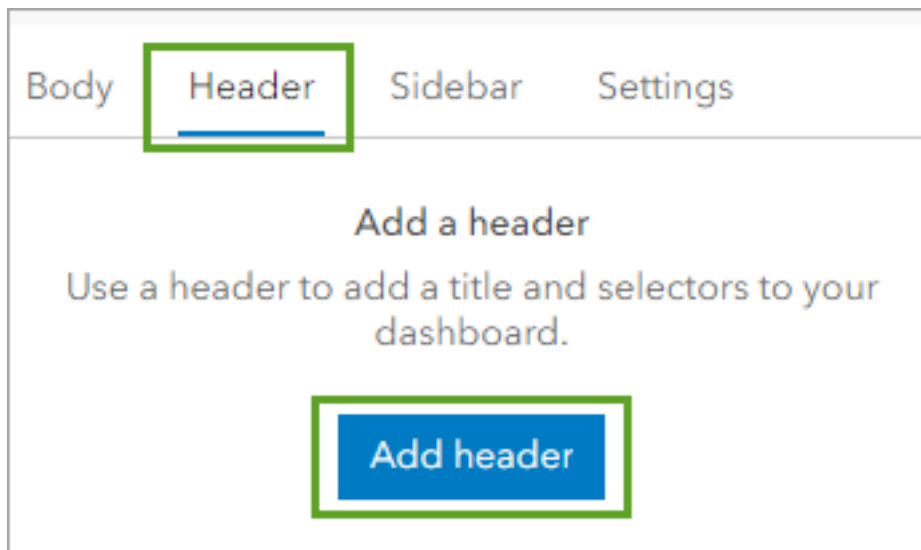 Body Header Sidebar Settings
Add a header
Use a header to add a title and selectors to your
dashboard.
Add header